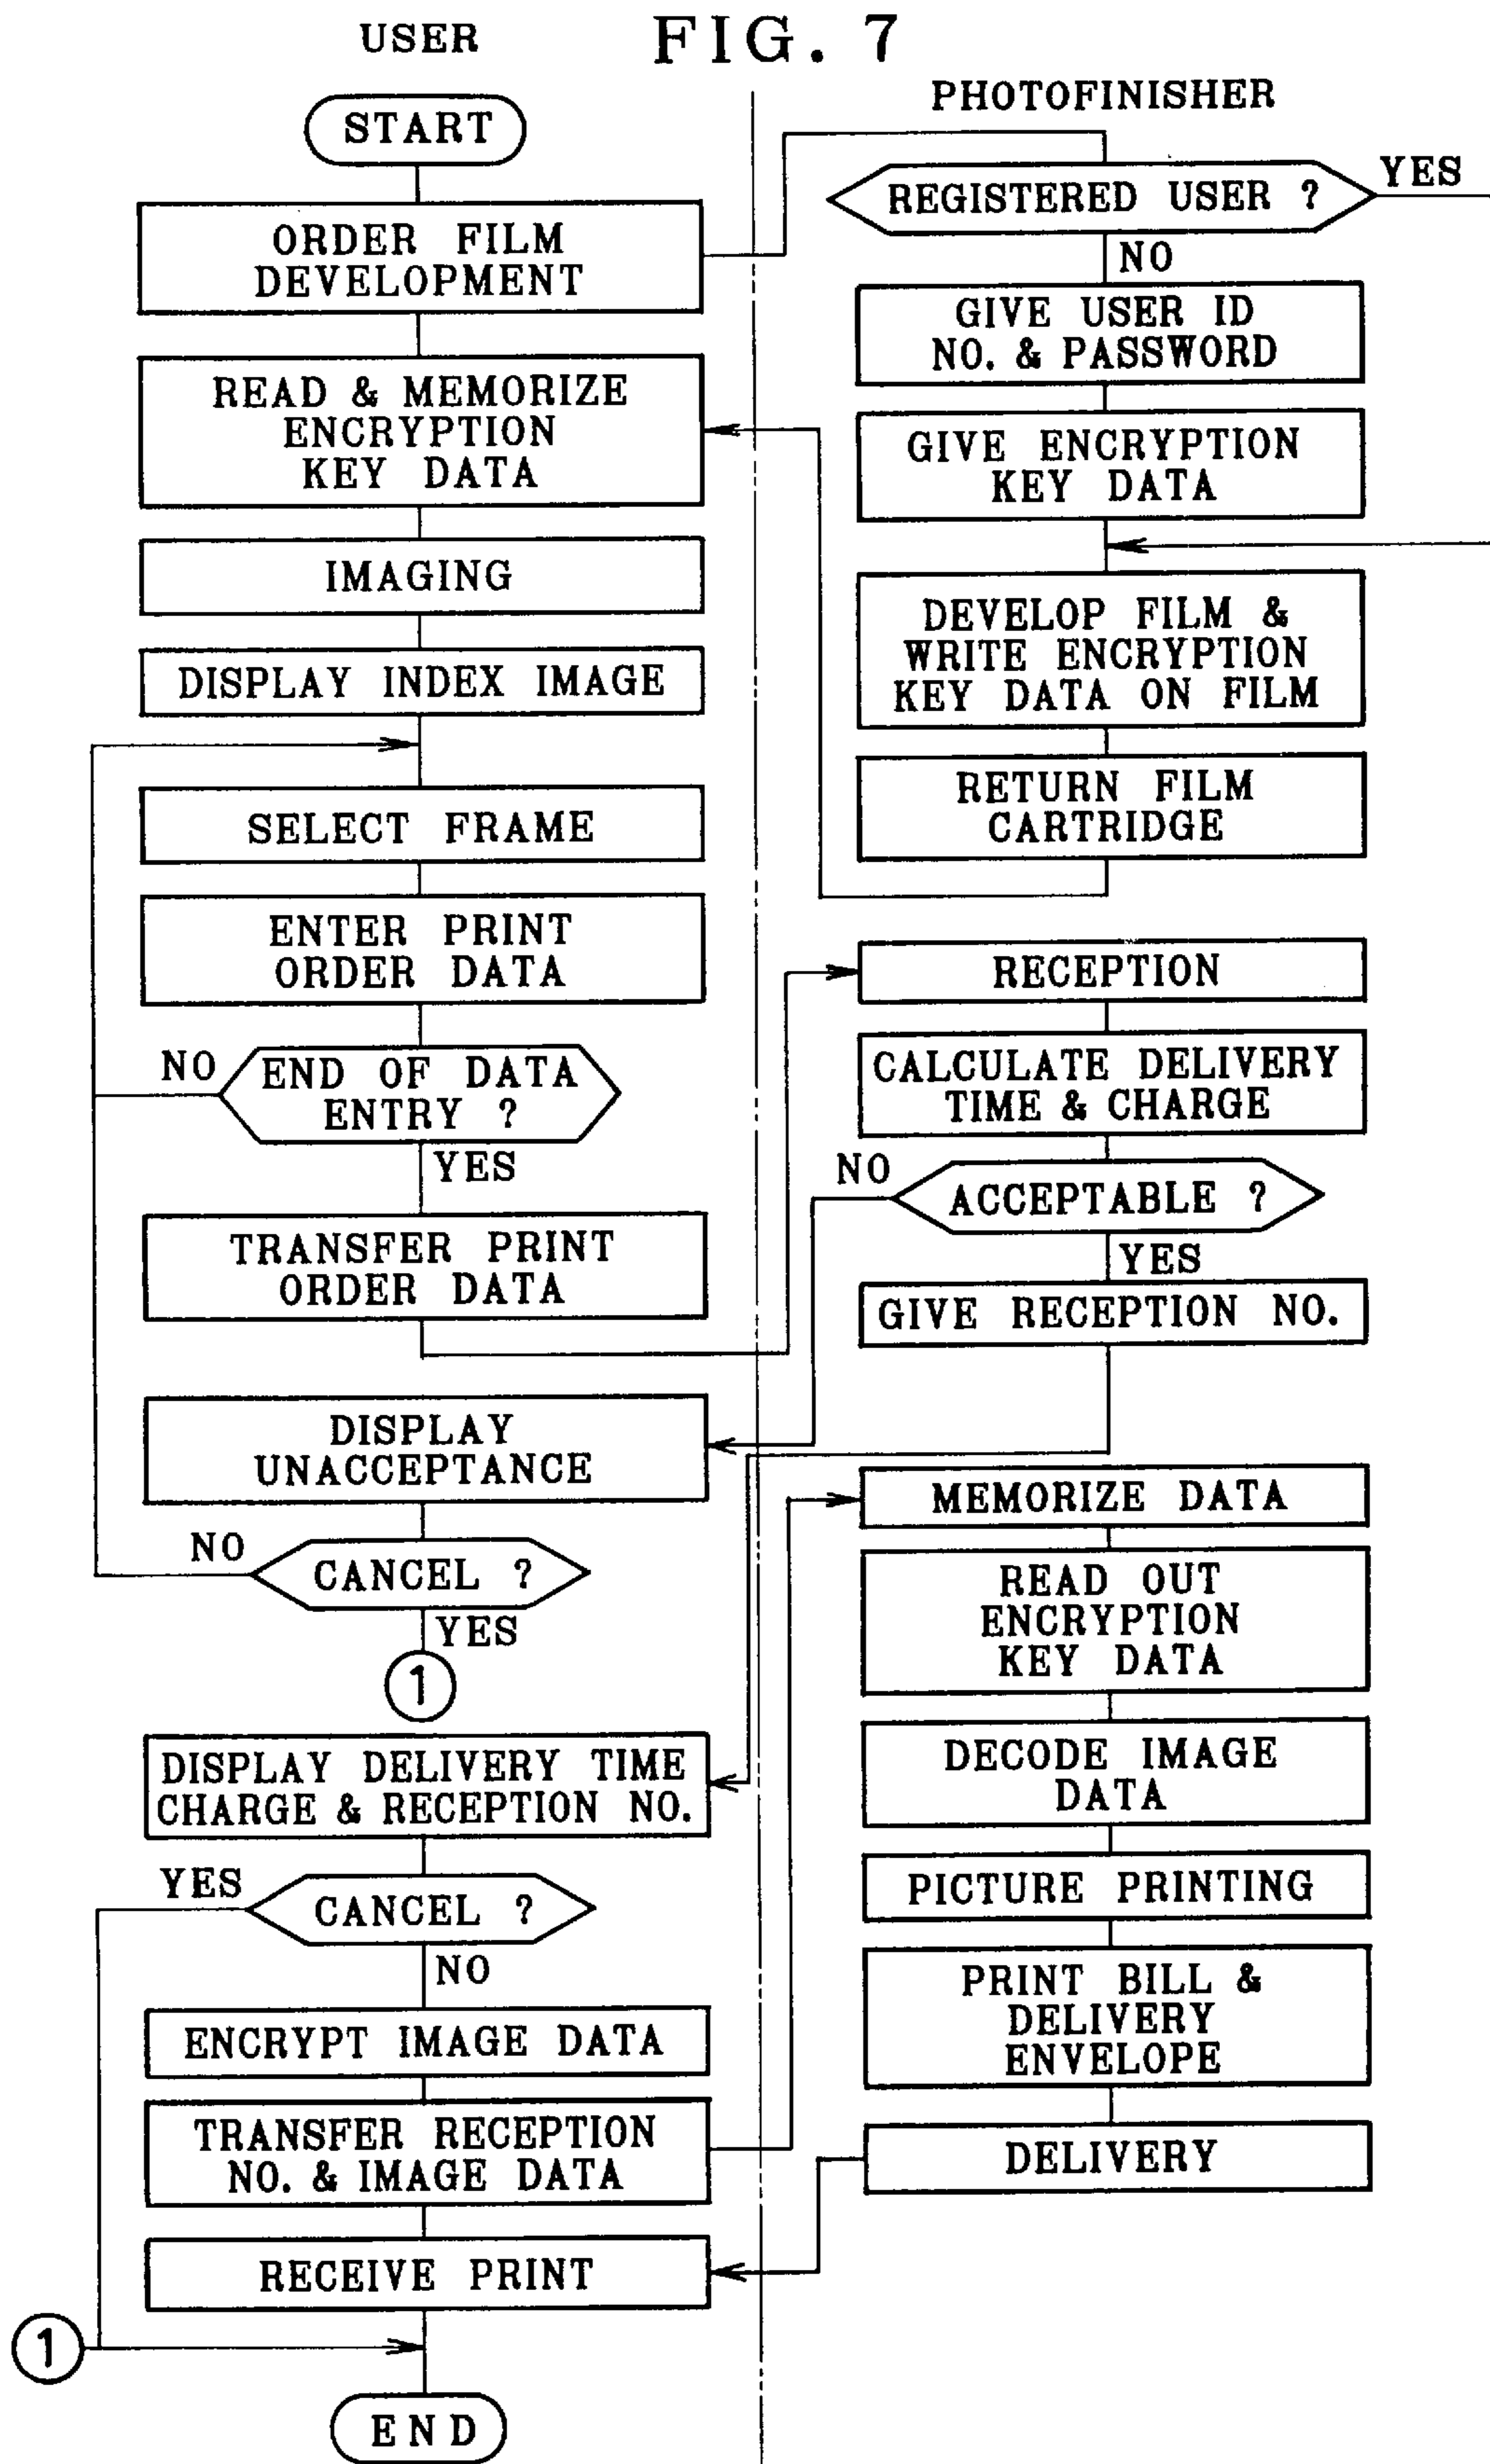 FIG. 7
USER
START
ORDER FILM
DEVELOPMENT
READ & MEMORIZE
ENCRYPTION
KEY DATA
IMAGING
DISPLAY INDEX IMAGE
SELECT FRAME
ENTER PRINT
ORDER DATA
NO
END OF DATA
ENTRY ?
YES
TRANSFER PRINT
ORDER DATA
DISPLAY
UNACCEPTANCE
NO
CANCEL ?
YES
1
DISPLAY DELIVERY TIME
CHARGE & RECEPTION NO.
YES
CANCEL ?
NO
ENCRYPT IMAGE DATA
TRANSFER RECEPTION
NO. & IMAGE DATA
RECEIVE PRINT
1
END
PHOTOFINISHER
REGISTERED USER ?
YES
NO
GIVE USER ID
NO. & PASSWORD
GIVE ENCRYPTION
KEY DATA
DEVELOP FILM &
WRITE ENCRYPTION
KEY DATA ON FILM
RETURN FILM
CARTRIDGE
RECEPTION
CALCULATE DELIVERY
TIME & CHARGE
NO
ACCEPTABLE ?
YES
GIVE RECEPTION NO.
MEMORIZE DATA
READ OUT
ENCRYPTION
KEY DATA
DECODE IMAGE
DATA
PICTURE PRINTING
PRINT BILL &
DELIVERY
ENVELOPE
DELIVERY